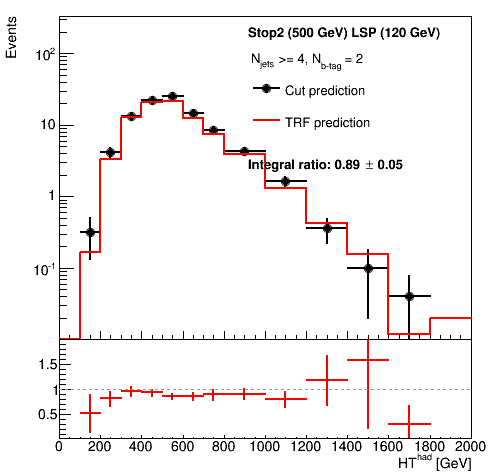 Stop2 (500 GeV) LSP (120 GeV)
N_jets >= 4, N_b-tag = 2
Cut prediction
TRF prediction
Integral ratio: 0.89 ± 0.05
Events
10^2
10
1
10^-1
1.5
1
0.5
0 200 400 600 800 1000 1200 1400 1600 1800 2000
HT^had [GeV]